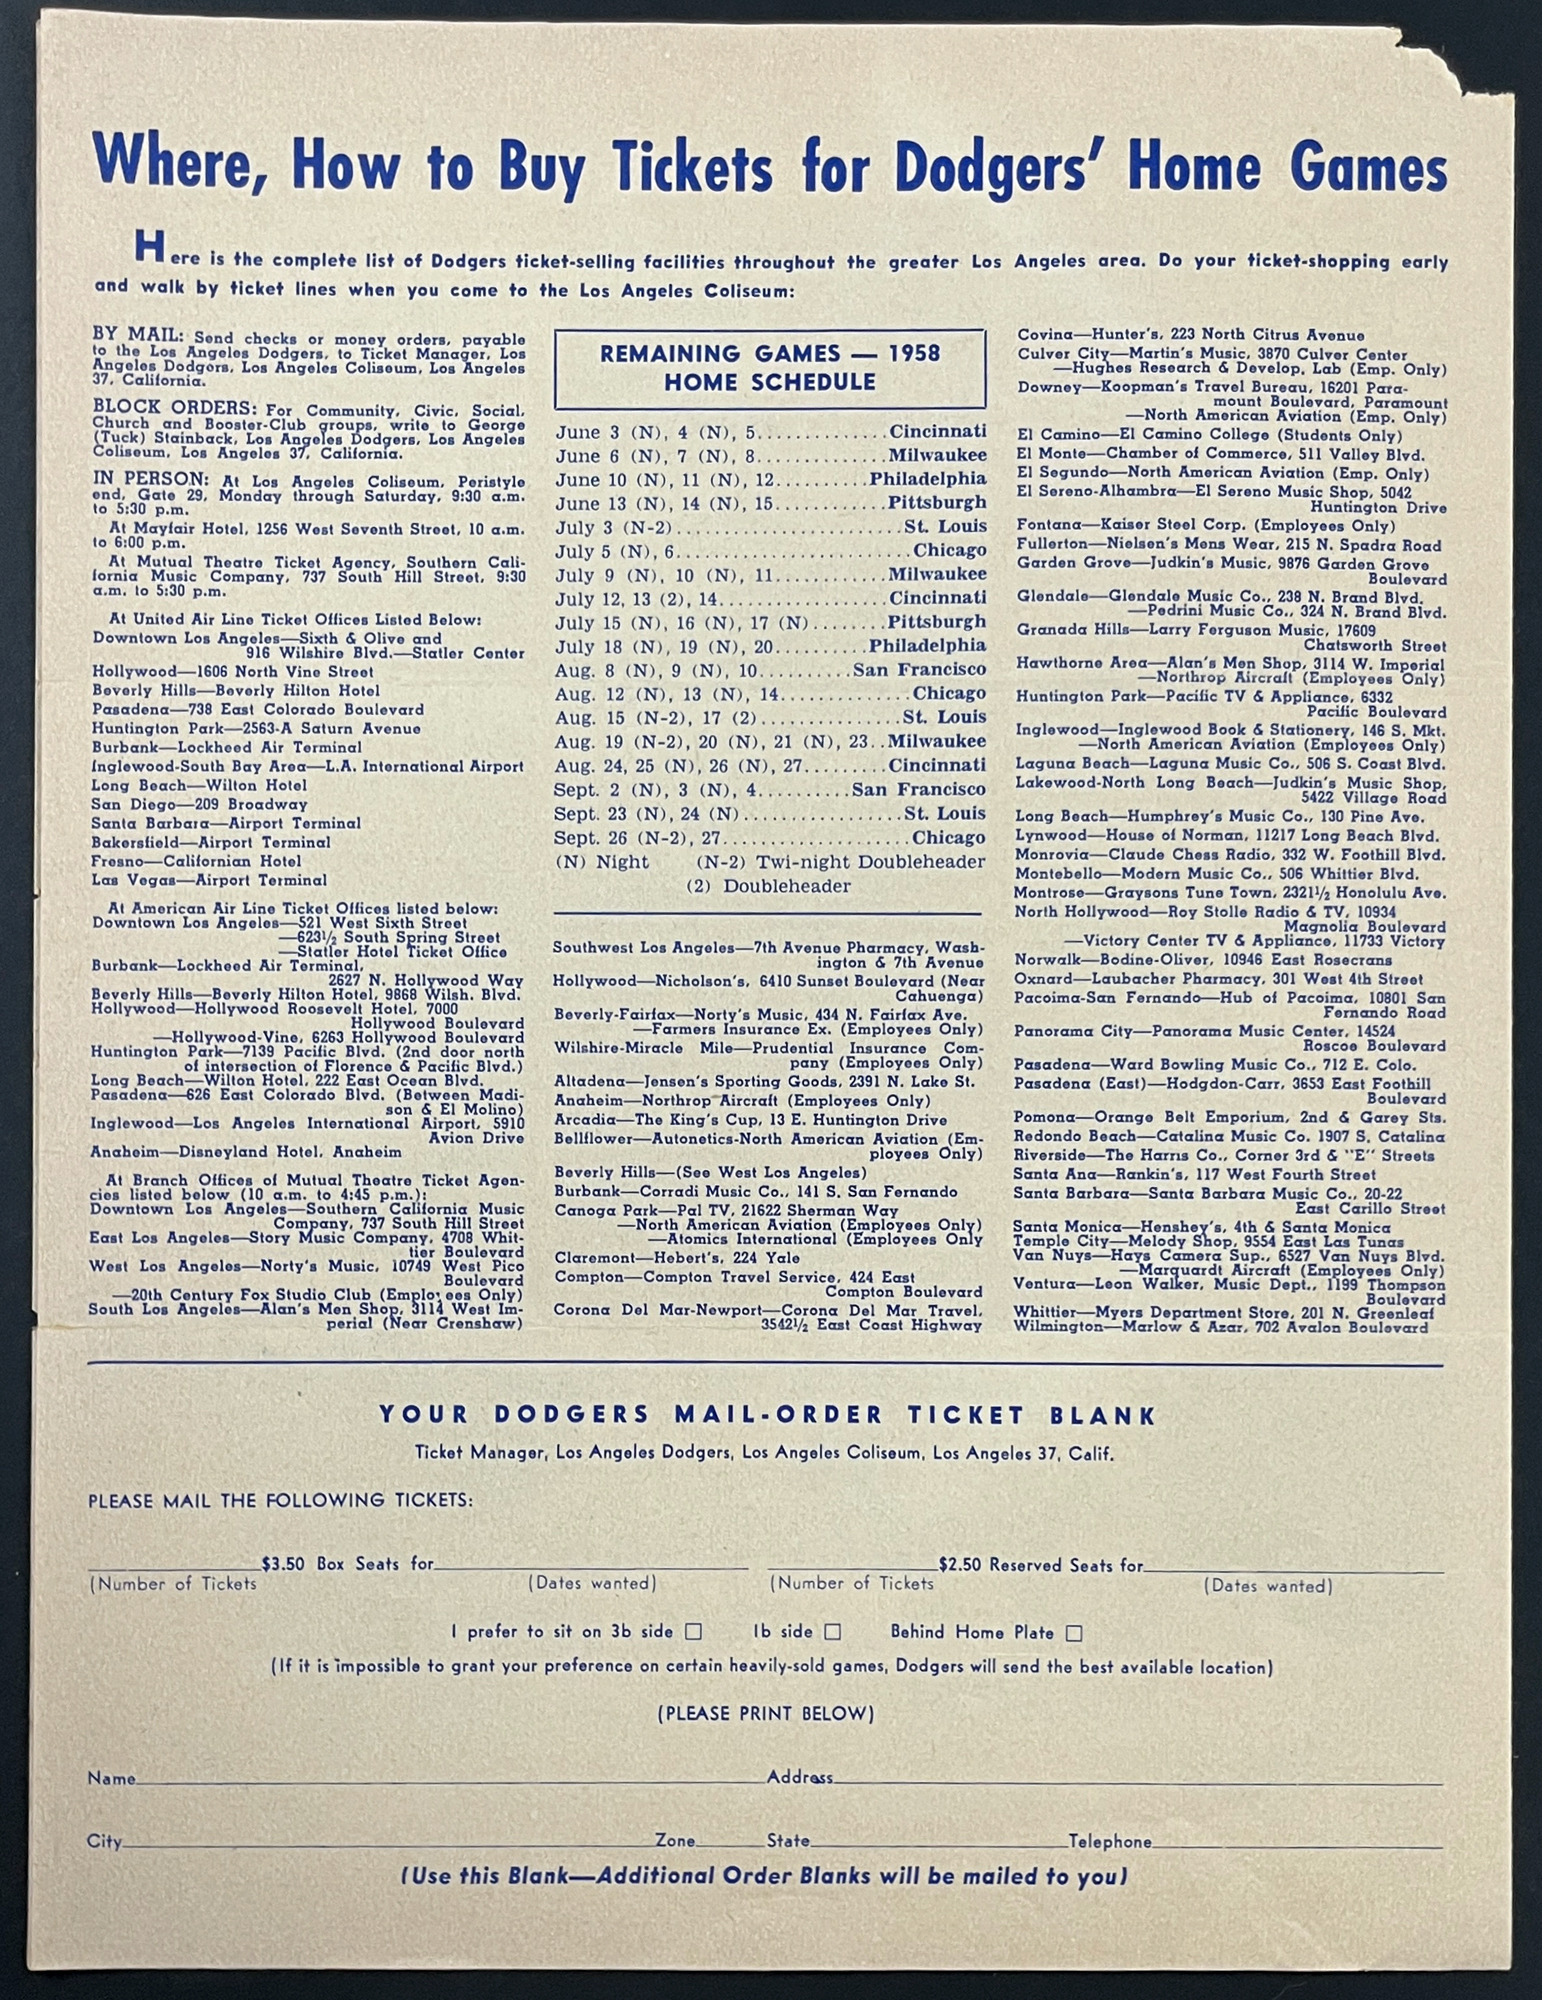 Where, How to Buy Tickets for Dodgers' Home Games
Here is the complete list of Dodgers ticket-selling facilities throughout the greater Los Angeles area. Do your ticket-shopping early
and walk by ticket lines when you come to the Los Angeles Coliseum:
BY MAIL: Send checks or money orders, payable
to the Los Angeles Dodgers, to Ticket Manager, Los
Angeles Dodgers, Los Angeles Coliseum, Los Angeles
37, California.
BLOCK ORDERS: For Community, Civic, Social,
Church and Booster-Club groups, write to George
(Tuck) Stainback, Los Angeles Dodgers, Los Angeles
Coliseum, Los Angeles 37, California.
IN PERSON: At Los Angeles Coliseum, Peristyle
end, Gate 29, Monday through Saturday, 9:30 a.m.
to 5:30 p.m.
At Mayfair Hotel, 1256 West Seventh Street, 10 a.m.
to 6:00 p.m.
At Mutual Theatre Ticket Agency, Southern Cali-
fornia Music Company, 737 South Hill Street, 9:30
a.m. to 5:30 p.m.
At United Air Line Ticket Offices Listed Below:
Downtown Los Angeles—Sixth & Olive and
916 Wilshire Blvd.—Statler Center
Hollywood—1606 North Vine Street
Beverly Hills—Beverly Hilton Hotel
Pasadena—738 East Colorado Boulevard
Huntington Park—2563-A Saturn Avenue
Burbank—Lockheed Air Terminal
Inglewood-South Bay Area—L.A. International Airport
Long Beach—Wilton Hotel
San Diego—209 Broadway
Santa Barbara—Airport Terminal
Bakersfield—Airport Terminal
Fresno—Californian Hotel
Las Vegas—Airport Terminal
At American Air Line Ticket Offices listed below:
Downtown Los Angeles—521 West Sixth Street
—623½ South Spring Street
—Statler Hotel Ticket Office
Burbank—Lockheed Air Terminal,
2627 N. Hollywood Way
Beverly Hills—Beverly Hilton Hotel, 9868 Wilsh. Blvd.
Hollywood—Hollywood Roosevelt Hotel, 7000
Hollywood Boulevard
—Hollywood-Vine, 6263 Hollywood Boulevard
Huntington Park—7139 Pacific Blvd. (2nd door north
of intersection of Florence & Pacific Blvd.)
Long Beach—Wilton Hotel, 222 East Ocean Blvd.
Pasadena—626 East Colorado Blvd. (Between Madi-
son & El Molino)
Inglewood—Los Angeles International Airport, 5910
Avion Drive
Anaheim—Disneyland Hotel, Anaheim
At Branch Offices of Mutual Theatre Ticket Agen-
cies listed below (10 a.m. to 4:45 p.m.):
Downtown Los Angeles—Southern California Music
Company, 737 South Hill Street
East Los Angeles—Story Music Company, 4708 Whit-
tier Boulevard
West Los Angeles—Norty's Music, 10749 West Pico
Boulevard
—20th Century Fox Studio Club (Employees Only)
South Los Angeles—Alan's Men Shop, 3114 West Im-
perial (Near Crenshaw)
REMAINING GAMES — 1958
HOME SCHEDULE
June 3 (N), 4 (N), 5..............Cincinnati
June 6 (N), 7 (N), 8..............Milwaukee
June 10 (N), 11 (N), 12..........Philadelphia
June 13 (N), 14 (N), 15............Pittsburgh
July 3 (N-2)........................St. Louis
July 5 (N), 6.........................Chicago
July 9 (N), 10 (N), 11............Milwaukee
July 12, 13 (2), 14..................Cincinnati
July 15 (N), 16 (N), 17 (N)........Pittsburgh
July 18 (N), 19 (N), 20..........Philadelphia
Aug. 8 (N), 9 (N), 10..........San Francisco
Aug. 12 (N), 13 (N), 14..............Chicago
Aug. 15 (N-2), 17 (2)...............St. Louis
Aug. 19 (N-2), 20 (N), 21 (N), 23..Milwaukee
Aug. 24, 25 (N), 26 (N), 27.........Cincinnati
Sept. 2 (N), 3 (N), 4..........San Francisco
Sept. 23 (N), 24 (N).................St. Louis
Sept. 26 (N-2), 27....................Chicago
(N) Night (N-2) Twi-night Doubleheader
(2) Doubleheader
Southwest Los Angeles—7th Avenue Pharmacy, Wash-
ington & 7th Avenue
Hollywood—Nicholson's, 6410 Sunset Boulevard (Near
Cahuenga)
Beverly-Fairfax—Norty's Music, 434 N. Fairfax Ave.
—Farmers Insurance Ex. (Employees Only)
Wilshire-Miracle Mile—Prudential Insurance Com-
pany (Employees Only)
Altadena—Jensen's Sporting Goods, 2391 N. Lake St.
Anaheim—Northrop Aircraft (Employees Only)
Arcadia—The King's Cup, 13 E. Huntington Drive
Bellflower—Autonetics-North American Aviation (Em-
ployees Only)
Beverly Hills—(See West Los Angeles)
Burbank—Corradi Music Co., 141 S. San Fernando
Canoga Park—Pal TV, 21622 Sherman Way
—North American Aviation (Employees Only)
—Atomics International (Employees Only
Claremont—Hebert's, 224 Yale
Compton—Compton Travel Service, 424 East
Compton Boulevard
Corona Del Mar-Newport—Corona Del Mar Travel,
3542½ East Coast Highway
Covina—Hunter's, 223 North Citrus Avenue
Culver City—Martin's Music, 3870 Culver Center
—Hughes Research & Develop. Lab (Emp. Only)
Downey—Koopman's Travel Bureau, 16201 Para-
mount Boulevard, Paramount
—North American Aviation (Emp. Only)
El Camino—El Camino College (Students Only)
El Monte—Chamber of Commerce, 511 Valley Blvd.
El Segundo—North American Aviation (Emp. Only)
El Sereno-Alhambra—El Sereno Music Shop, 5042
Huntington Drive
Fontana—Kaiser Steel Corp. (Employees Only)
Fullerton—Nielsen's Mens Wear, 215 N. Spadra Road
Garden Grove—Judkin's Music, 9876 Garden Grove
Boulevard
Glendale—Glendale Music Co., 238 N. Brand Blvd.
—Pedrini Music Co., 324 N. Brand Blvd.
Granada Hills—Larry Ferguson Music, 17609
Chatsworth Street
Hawthorne Area—Alan's Men Shop, 3114 W. Imperial
—Northrop Aircraft (Employees Only)
Huntington Park—Pacific TV & Appliance, 6332
Pacific Boulevard
Inglewood—Inglewood Book & Stationery, 146 S. Mkt.
—North American Aviation (Employees Only)
Laguna Beach—Laguna Music Co., 506 S. Coast Blvd.
Lakewood-North Long Beach—Judkin's Music Shop,
5422 Village Road
Long Beach—Humphrey's Music Co., 130 Pine Ave.
Lynwood—House of Norman, 11217 Long Beach Blvd.
Monrovia—Claude Chess Radio, 332 W. Foothill Blvd.
Montebello—Modern Music Co., 506 Whittier Blvd.
Montrose—Graysons Tune Town, 2321½ Honolulu Ave.
North Hollywood—Roy Stolle Radio & TV, 10934
Magnolia Boulevard
—Victory Center TV & Appliance, 11733 Victory
Norwalk—Bodine-Oliver, 10946 East Rosecrans
Oxnard—Laubacher Pharmacy, 301 West 4th Street
Pacoima-San Fernando—Hub of Pacoima, 10801 San
Fernando Road
Panorama City—Panorama Music Center, 14524
Roscoe Boulevard
Pasadena—Ward Bowling Music Co., 712 E. Colo.
Pasadena (East)—Hodgdon-Carr, 3653 East Foothill
Boulevard
Pomona—Orange Belt Emporium, 2nd & Garey Sts.
Redondo Beach—Catalina Music Co. 1907 S. Catalina
Riverside—The Harris Co., Corner 3rd & "E" Streets
Santa Ana—Rankin's, 117 West Fourth Street
Santa Barbara—Santa Barbara Music Co., 20-22
East Carillo Street
Santa Monica—Henshey's, 4th & Santa Monica
Temple City—Melody Shop, 9554 East Las Tunas
Van Nuys—Hays Camera Sup., 6527 Van Nuys Blvd.
—Marquardt Aircraft (Employees Only)
Ventura—Leon Walker, Music Dept., 1199 Thompson
Boulevard
Whittier—Myers Department Store, 201 N. Greenleaf
Wilmington—Marlow & Azar, 702 Avalon Boulevard
YOUR DODGERS MAIL-ORDER TICKET BLANK
Ticket Manager, Los Angeles Dodgers, Los Angeles Coliseum, Los Angeles 37, Calif.
PLEASE MAIL THE FOLLOWING TICKETS:
$3.50 Box Seats for $2.50 Reserved Seats for
(Number of Tickets (Dates wanted) (Number of Tickets (Dates wanted)
I prefer to sit on 3b side □ 1b side □ Behind Home Plate □
(If it is impossible to grant your preference on certain heavily-sold games, Dodgers will send the best available location)
(PLEASE PRINT BELOW)
Name Address
City Zone State Telephone
(Use this Blank—Additional Order Blanks will be mailed to you)